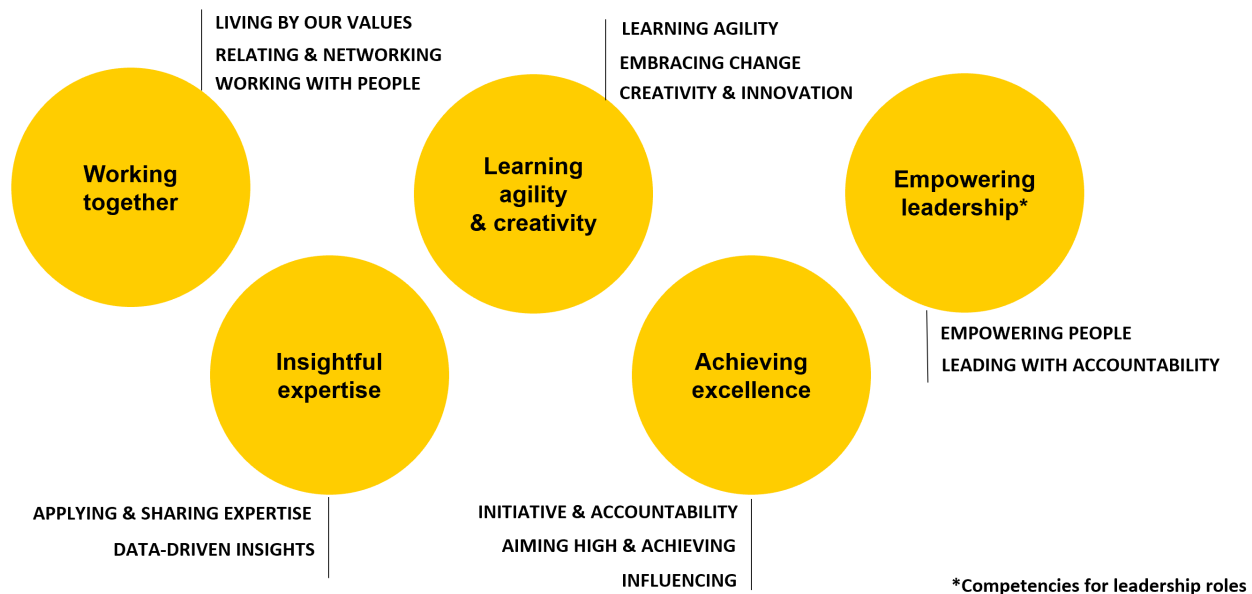 LIVING BY OUR VALUES
RELATING & NETWORKING
WORKING WITH PEOPLE
Working
together
LEARNING AGILITY
EMBRACING CHANGE
CREATIVITY & INNOVATION
Learning
agility
& creativity
Empowering
leadership*
EMPOWERING PEOPLE
LEADING WITH ACCOUNTABILITY
Insightful
expertise
APPLYING & SHARING EXPERTISE
DATA-DRIVEN INSIGHTS
Achieving
excellence
INITIATIVE & ACCOUNTABILITY
AIMING HIGH & ACHIEVING
INFLUENCING
*Competencies for leadership roles